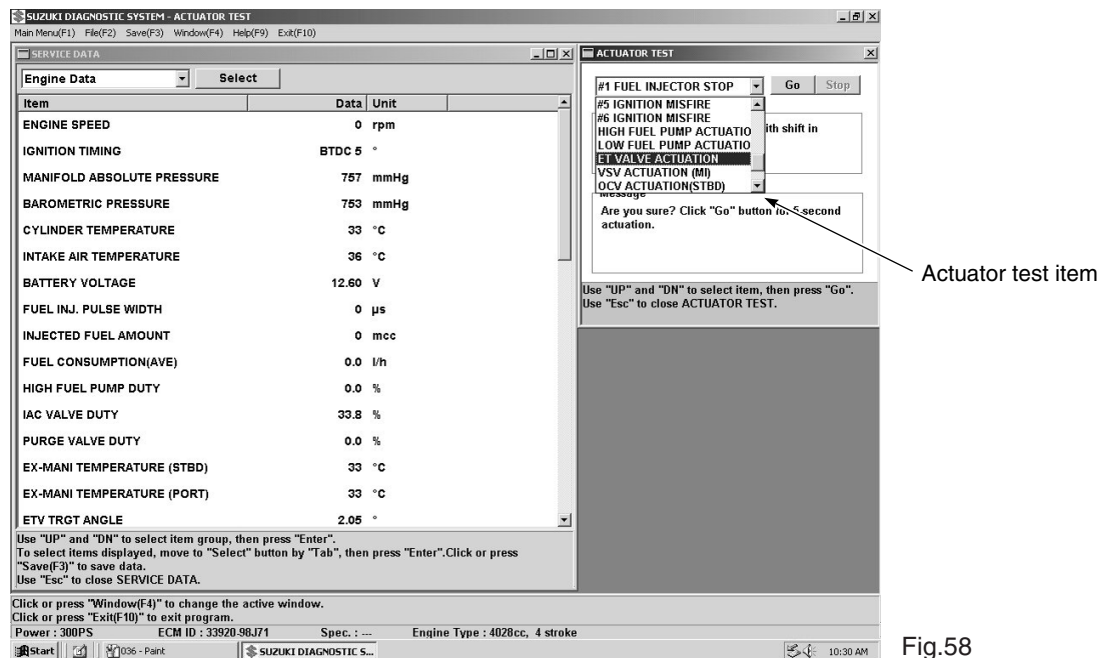 SUZUKI DIAGNOSTIC SYSTEM - ACTUATOR TEST
Main Menu(F1) File(F2) Save(F3) Window(F4) Help(F9) Exit(F10)
SERVICE DATA
Engine Data Select
Item Data Unit
ENGINE SPEED 0 rpm
IGNITION TIMING BTDC 5 °
MANIFOLD ABSOLUTE PRESSURE 757 mmHg
BAROMETRIC PRESSURE 753 mmHg
CYLINDER TEMPERATURE 33 °C
INTAKE AIR TEMPERATURE 36 °C
BATTERY VOLTAGE 12.60 V
FUEL INJ. PULSE WIDTH 0 µs
INJECTED FUEL AMOUNT 0 mcc
FUEL CONSUMPTION(AVE) 0.0 l/h
HIGH FUEL PUMP DUTY 0.0 %
IAC VALVE DUTY 33.8 %
PURGE VALVE DUTY 0.0 %
EX-MANI TEMPERATURE (STBD) 33 °C
EX-MANI TEMPERATURE (PORT) 33 °C
ETV TRGT ANGLE 2.05 °
Use "UP" and "DN" to select item group, then press "Enter".
To select items displayed, move to "Select" button by "Tab", then press "Enter".Click or press
"Save(F3)" to save data.
Use "Esc" to close SERVICE DATA.
ACTUATOR TEST
#1 FUEL INJECTOR STOP Go Stop
#5 IGNITION MISFIRE
#6 IGNITION MISFIRE
HIGH FUEL PUMP ACTUATIO
LOW FUEL PUMP ACTUATIO
ET VALVE ACTUATION
VSV ACTUATION (MI)
OCV ACTUATION(STBD)
ith shift in
Message
Are you sure? Click "Go" button for 5-second
actuation.
Use "UP" and "DN" to select item, then press "Go".
Use "Esc" to close ACTUATOR TEST.
Actuator test item
Click or press "Window(F4)" to change the active window.
Click or press "Exit(F10)" to exit program.
Power : 300PS ECM ID : 33920-98J71 Spec. : --- Engine Type : 4028cc, 4 stroke
Start 036 - Paint SUZUKI DIAGNOSTIC S... 10:30 AM
Fig.58